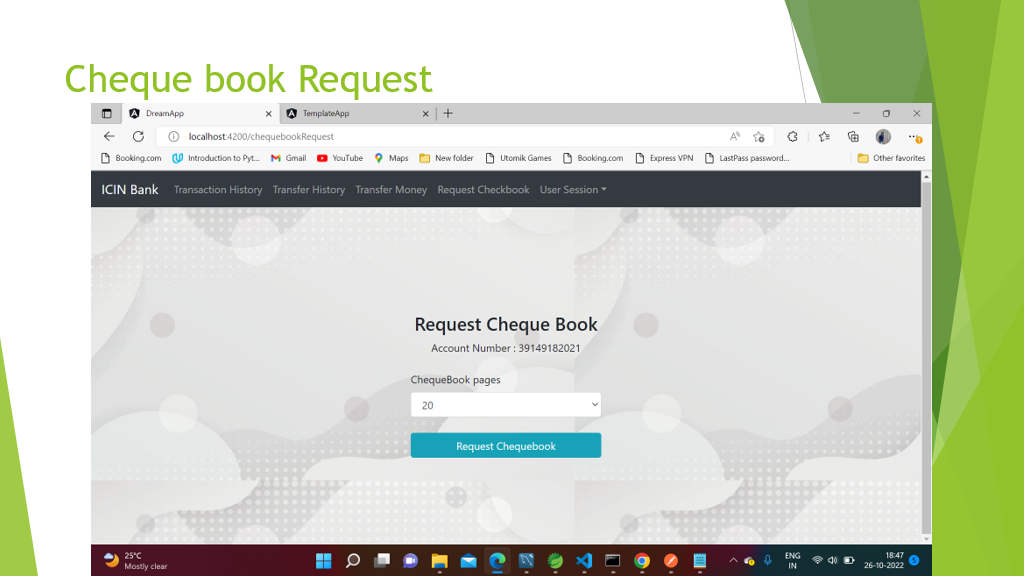 Cheque book Request
DreamApp
TemplateApp
localhost:4200/chequebookRequest
Booking.com
Introduction to Pyt...
Gmail
YouTube
Maps
New folder
Utomik Games
Booking.com
Express VPN
LastPass password...
Other favorites
ICIN Bank Transaction History Transfer History Transfer Money Request Checkbook User Session
Request Cheque Book
Account Number : 39149182021
ChequeBook pages
20
Request Chequebook
25°C
Mostly clear
ENG
IN
18:47
26-10-2022